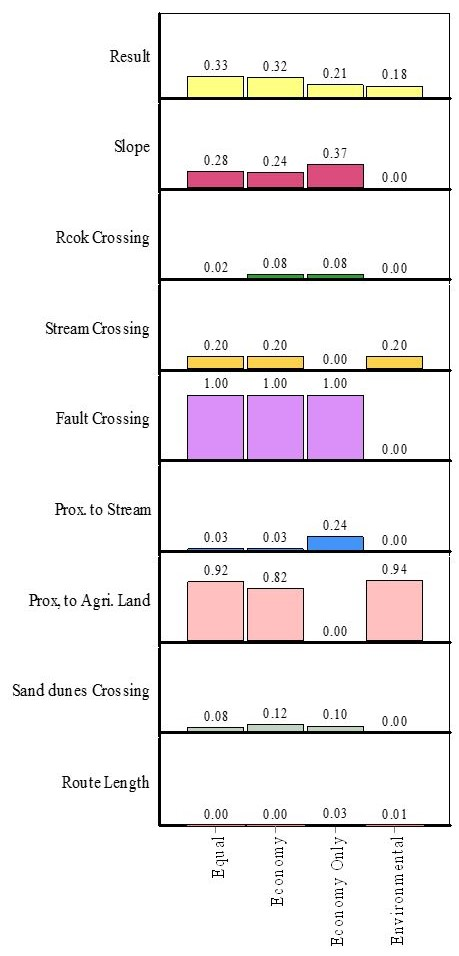 Result
0.33 0.32 0.21 0.18
Slope
0.28 0.24 0.37 0.00
Rcok Crossing
0.02 0.08 0.08 0.00
Stream Crossing
0.20 0.20 0.00 0.20
Fault Crossing
1.00 1.00 1.00 0.00
Prox. to Stream
0.03 0.03 0.24 0.00
Prox, to Agri. Land
0.92 0.82 0.00 0.94
Sand dunes Crossing
0.08 0.12 0.10 0.00
Route Length
0.00 0.00 0.03 0.01
Equal
Economy
Economy Only
Environmental